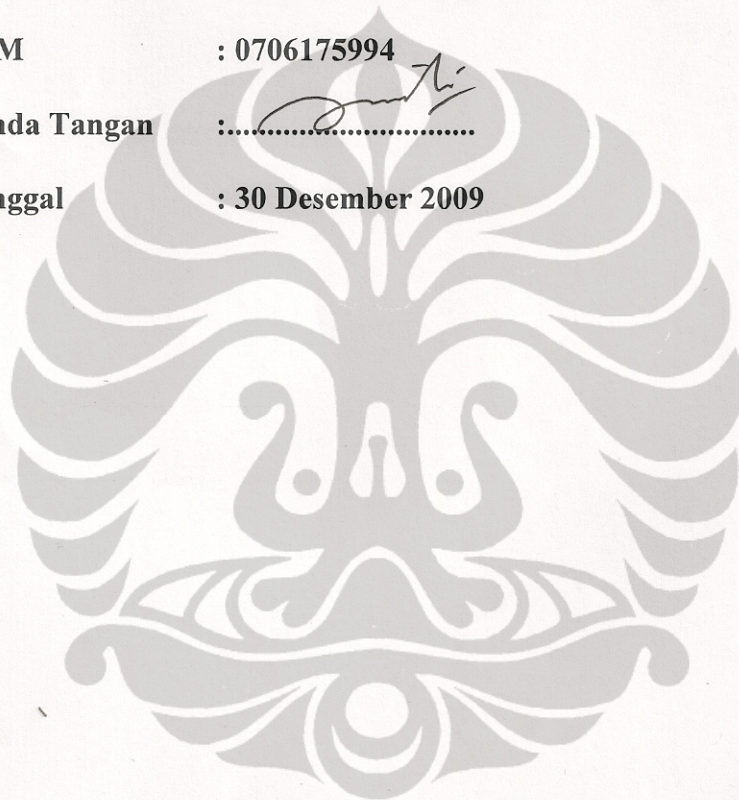 M : 0706175994
nda Tangan :..................................
nggal : 30 Desember 2009